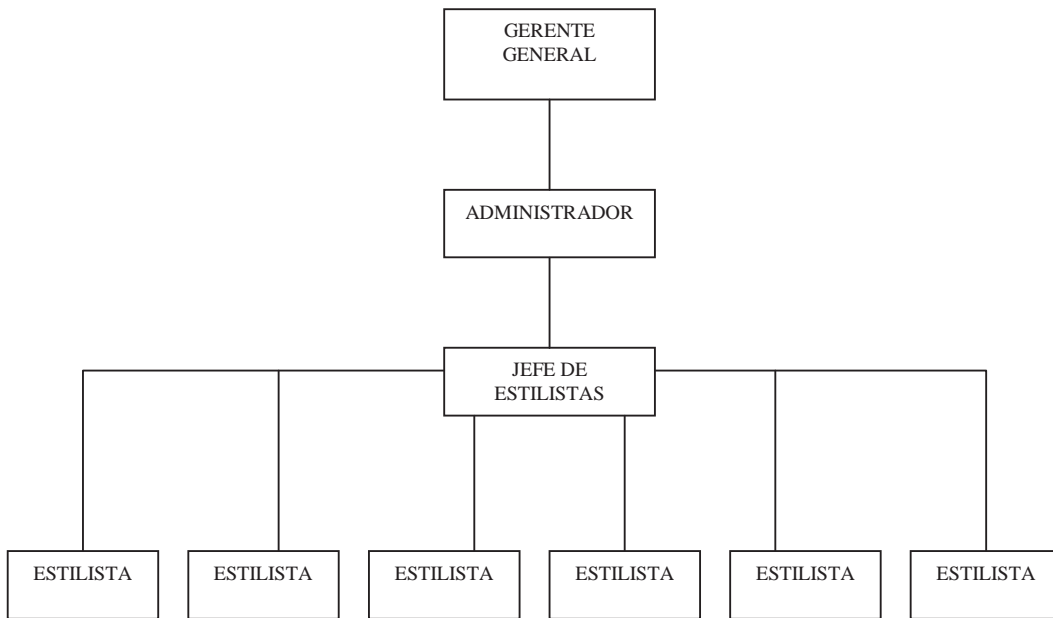 GERENTE
GENERAL
ADMINISTRADOR
JEFE DE
ESTILISTAS
ESTILISTA
ESTILISTA
ESTILISTA
ESTILISTA
ESTILISTA
ESTILISTA